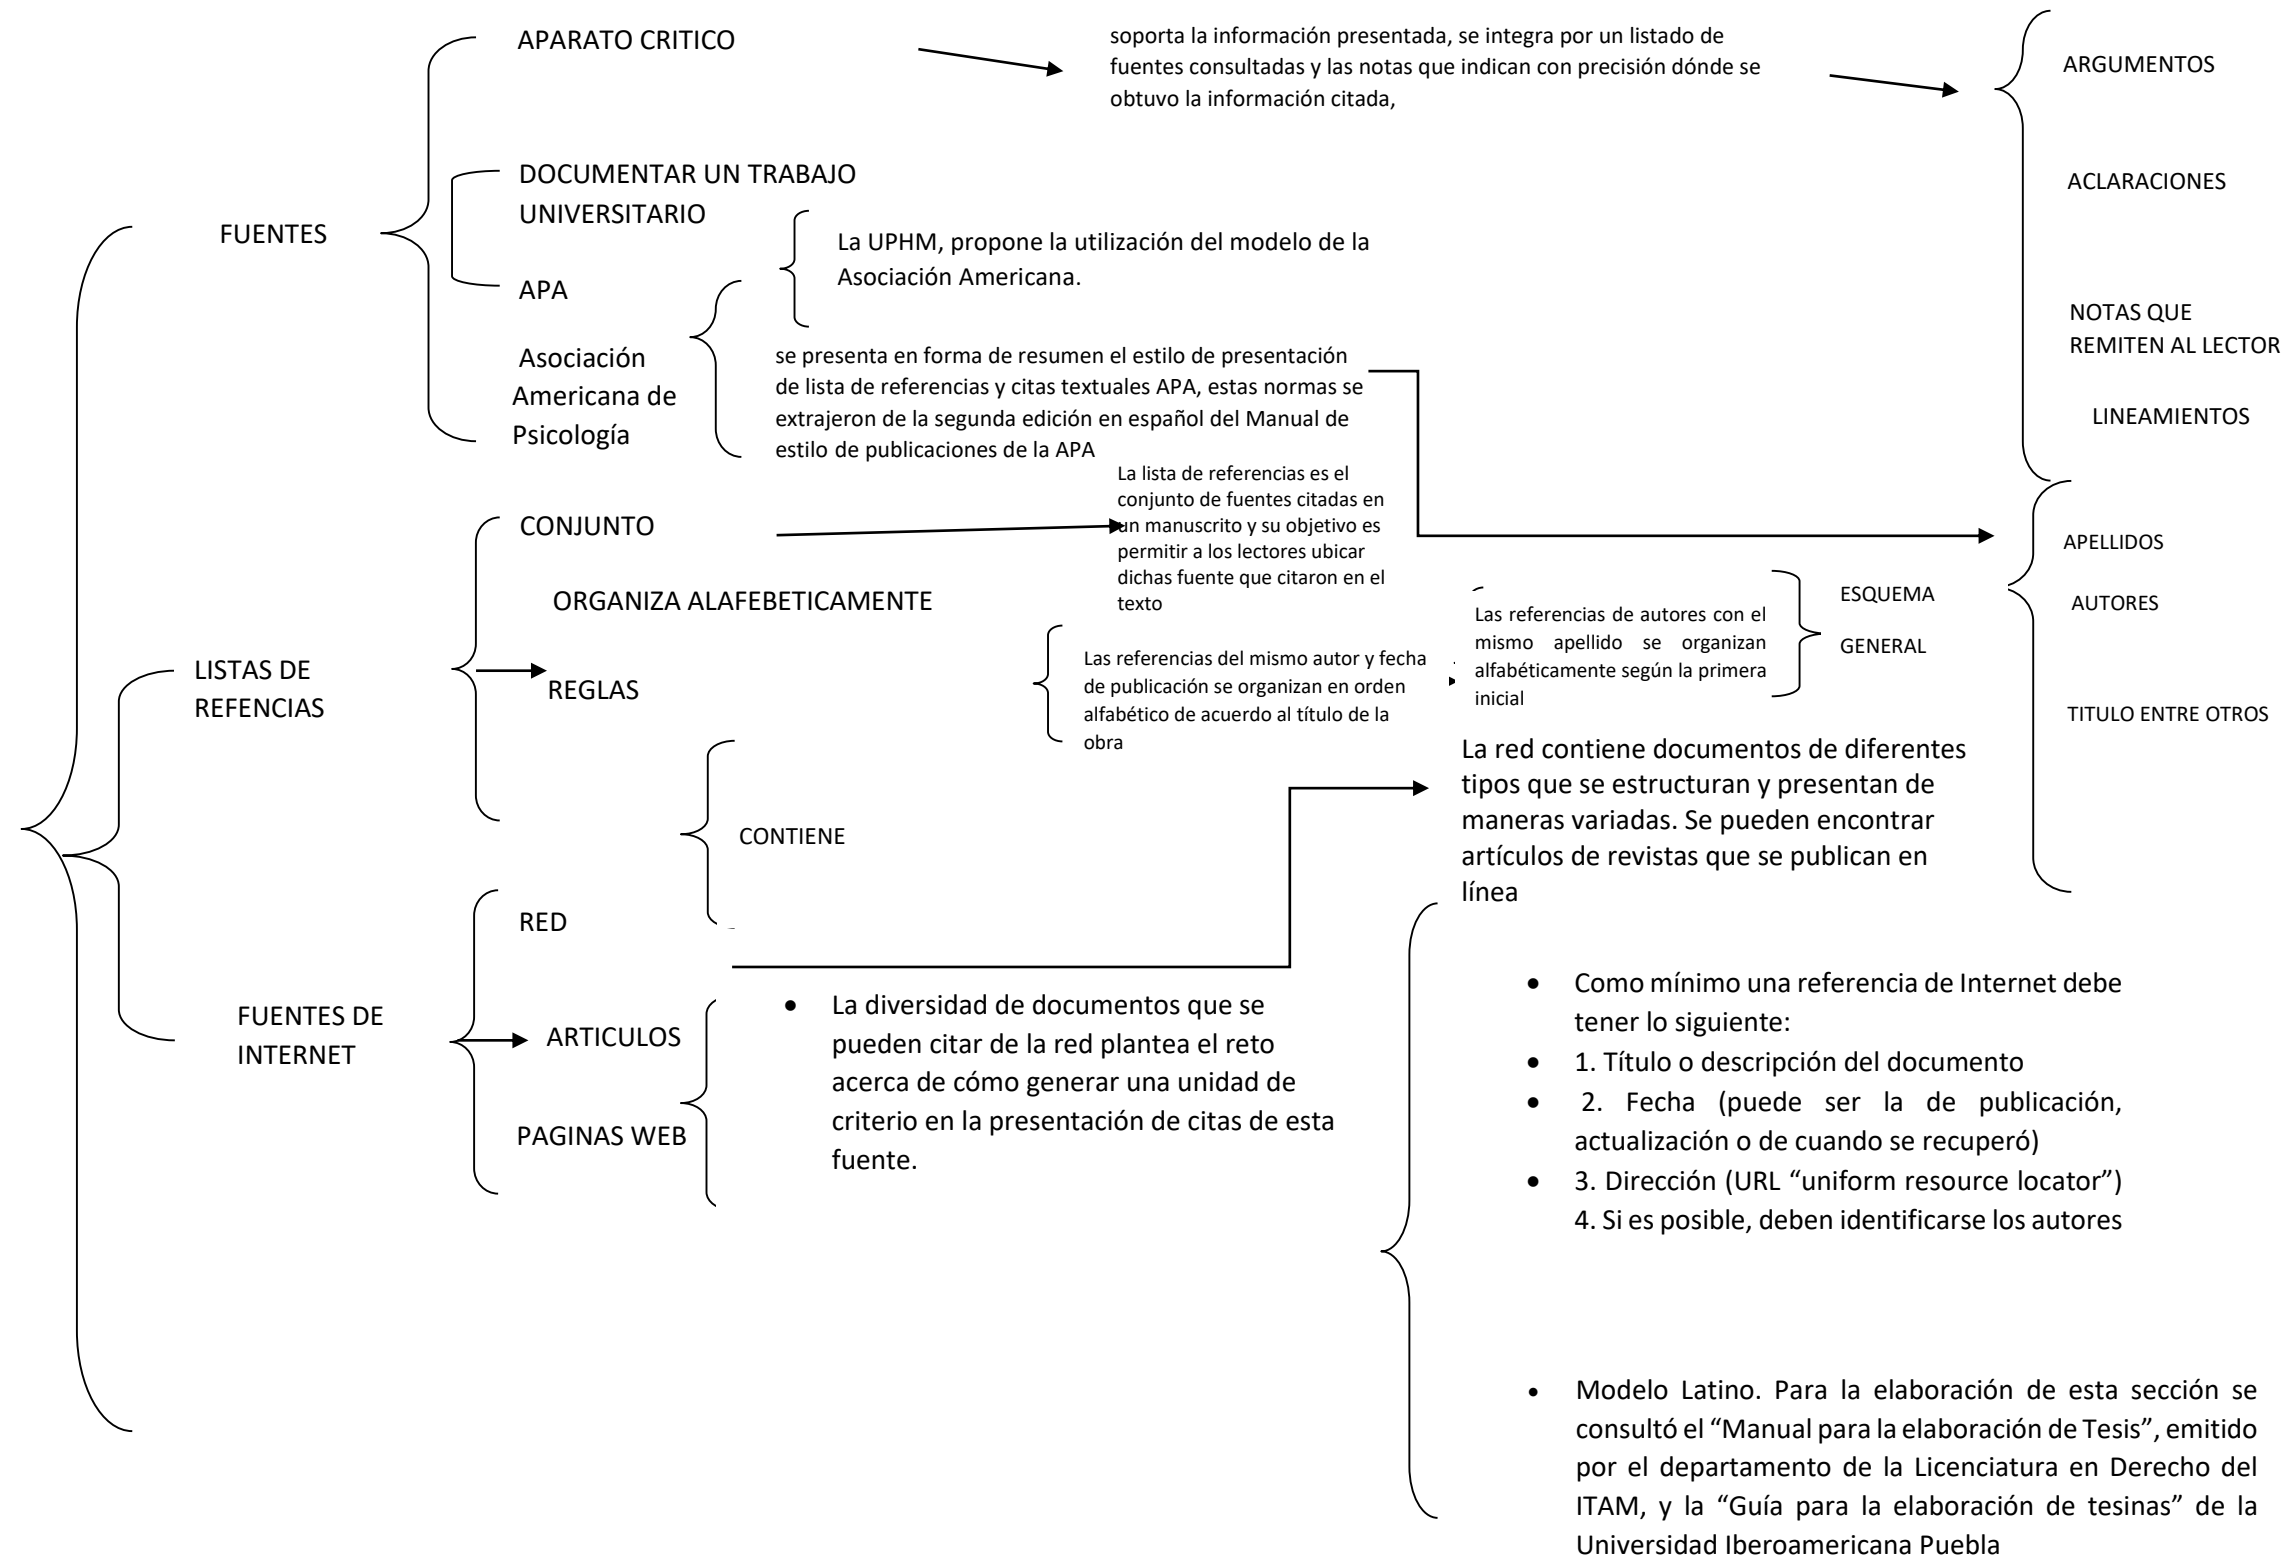 APARATO CRITICO
soporta la información presentada, se integra por un listado de
fuentes consultadas y las notas que indican con precisión dónde se
obtuvo la información citada,
ARGUMENTOS
ACLARACIONES
NOTAS QUE
REMITEN AL LECTOR
LINEAMIENTOS
FUENTES
DOCUMENTAR UN TRABAJO
UNIVERSITARIO
APA
Asociación
Americana de
Psicología
La UPHM, propone la utilización del modelo de la
Asociación Americana.
se presenta en forma de resumen el estilo de presentación
de lista de referencias y citas textuales APA, estas normas se
extrajeron de la segunda edición en español del Manual de
estilo de publicaciones de la APA
APELLIDOS
AUTORES
TITULO ENTRE OTROS
LISTAS DE
REFENCIAS
CONJUNTO
La lista de referencias es el
conjunto de fuentes citadas en
un manuscrito y su objetivo es
permitir a los lectores ubicar
dichas fuente que citaron en el
texto
ORGANIZA ALAFEBETICAMENTE
REGLAS
Las referencias del mismo autor y fecha
de publicación se organizan en orden
alfabético de acuerdo al título de la
obra
Las referencias de autores con el
mismo apellido se organizan
alfabéticamente según la primera
inicial
ESQUEMA
GENERAL
FUENTES DE
INTERNET
RED
CONTIENE
La red contiene documentos de diferentes
tipos que se estructuran y presentan de
maneras variadas. Se pueden encontrar
artículos de revistas que se publican en
línea
ARTICULOS
PAGINAS WEB
• La diversidad de documentos que se
pueden citar de la red plantea el reto
acerca de cómo generar una unidad de
criterio en la presentación de citas de esta
fuente.
• Como mínimo una referencia de Internet debe
tener lo siguiente:
• 1. Título o descripción del documento
• 2. Fecha (puede ser la de publicación,
actualización o de cuando se recuperó)
• 3. Dirección (URL “uniform resource locator”)
4. Si es posible, deben identificarse los autores
• Modelo Latino. Para la elaboración de esta sección se
consultó el “Manual para la elaboración de Tesis”, emitido
por el departamento de la Licenciatura en Derecho del
ITAM, y la “Guía para la elaboración de tesinas” de la
Universidad Iberoamericana Puebla